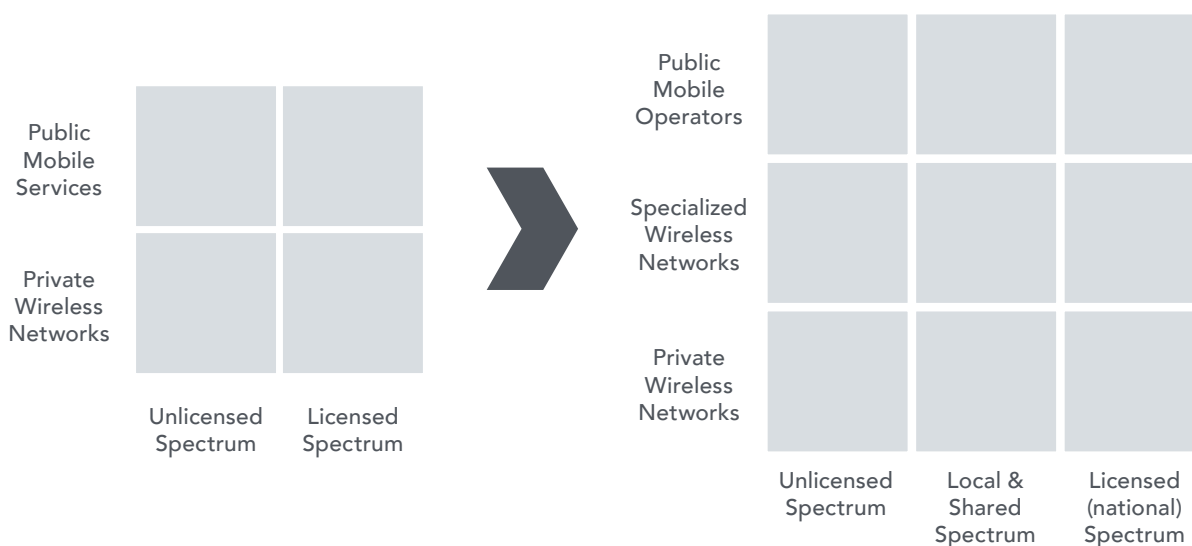 Public
Mobile
Services
Private
Wireless
Networks
Unlicensed
Spectrum
Licensed
Spectrum
Public
Mobile
Operators
Specialized
Wireless
Networks
Private
Wireless
Networks
Unlicensed
Spectrum
Local &
Shared
Spectrum
Licensed
(national)
Spectrum